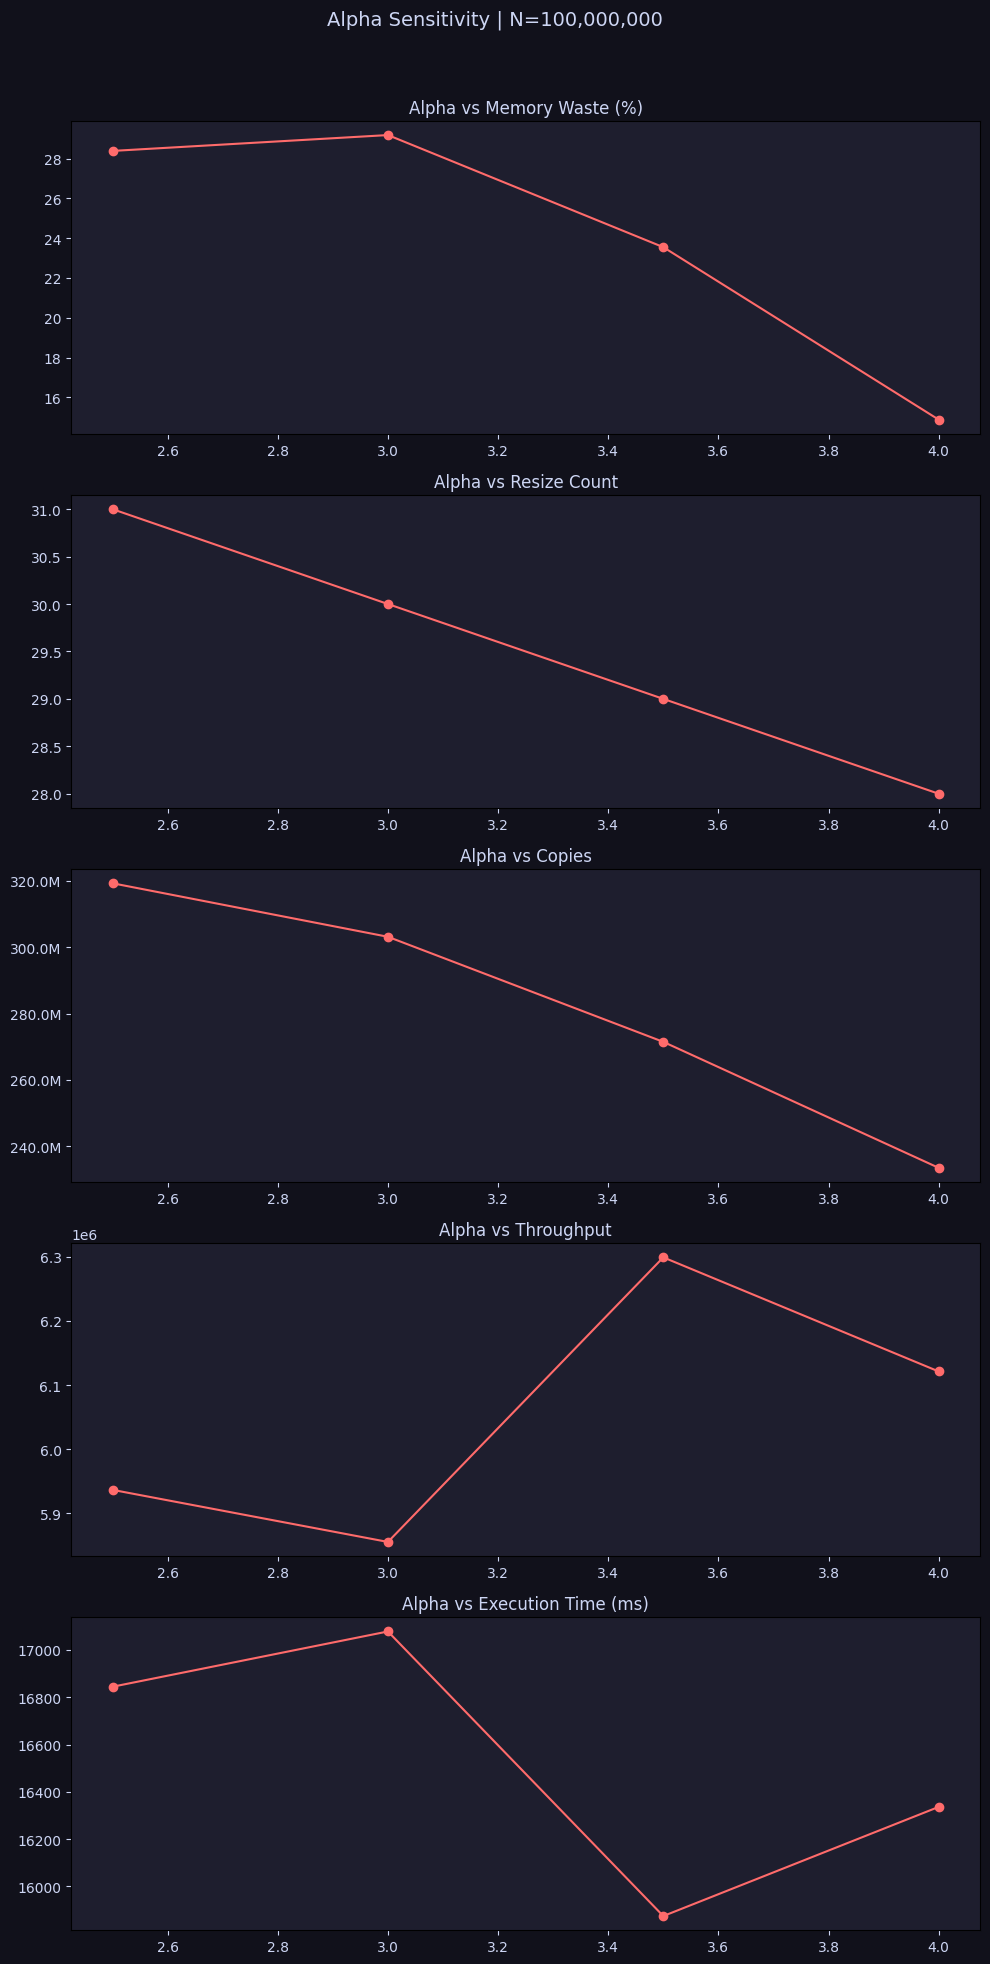 Alpha Sensitivity | N=100,000,000
Alpha vs Memory Waste (%)
28
26
24
22
20
18
16
2.6 2.8 3.0 3.2 3.4 3.6 3.8 4.0
Alpha vs Resize Count
31.0
30.5
30.0
29.5
29.0
28.5
28.0
2.6 2.8 3.0 3.2 3.4 3.6 3.8 4.0
Alpha vs Copies
320.0M
300.0M
280.0M
260.0M
240.0M
2.6 2.8 3.0 3.2 3.4 3.6 3.8 4.0
Alpha vs Throughput
1e6
6.3
6.2
6.1
6.0
5.9
2.6 2.8 3.0 3.2 3.4 3.6 3.8 4.0
Alpha vs Execution Time (ms)
17000
16800
16600
16400
16200
16000
2.6 2.8 3.0 3.2 3.4 3.6 3.8 4.0